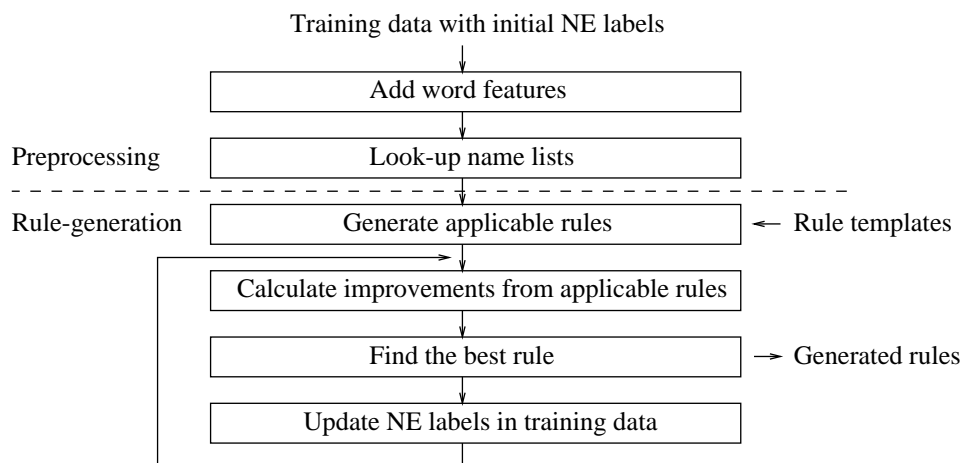 Training data with initial NE labels
Add word features
Preprocessing
Look-up name lists
Rule-generation
Generate applicable rules
Rule templates
Calculate improvements from applicable rules
Find the best rule
Generated rules
Update NE labels in training data